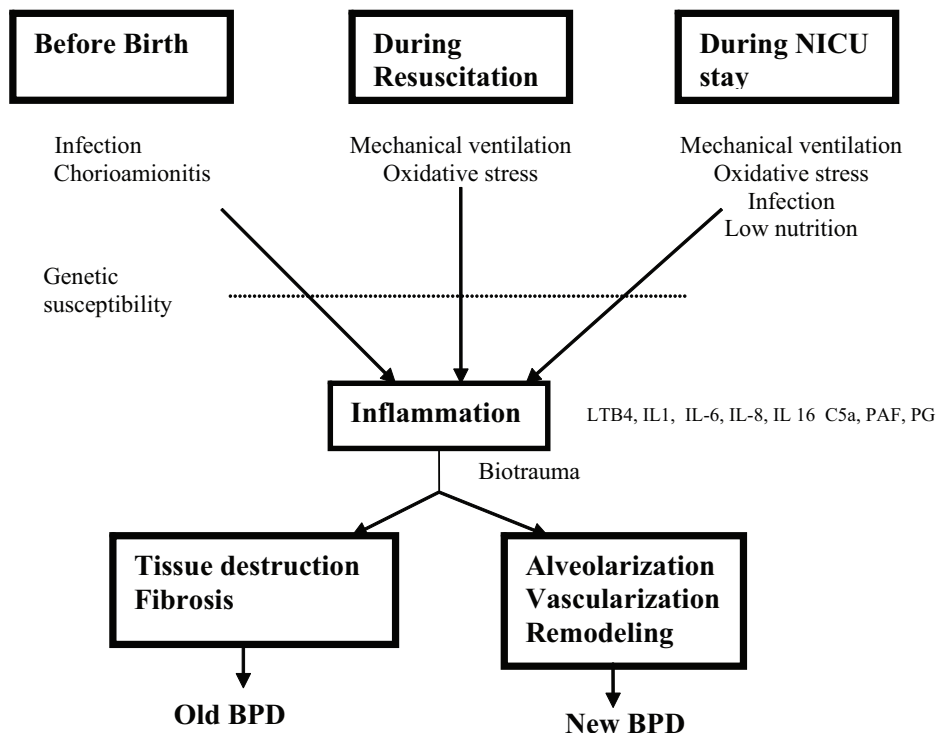 Before Birth
During
Resuscitation
During NICU
stay
Infection
Chorioamionitis
Mechanical ventilation
Oxidative stress
Mechanical ventilation
Oxidative stress
Infection
Low nutrition
Genetic
susceptibility
Inflammation
LTB4, IL1, IL-6, IL-8, IL 16 C5a, PAF, PG
Biotrauma
Tissue destruction
Fibrosis
Alveolarization
Vascularization
Remodeling
Old BPD
New BPD